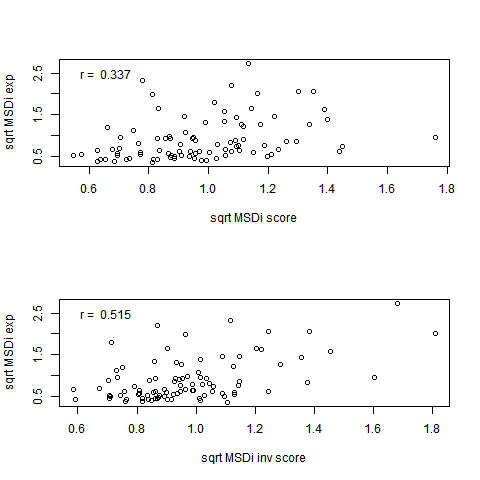 r = 0.337
sqrt MSDi exp
0.5 1.5 2.5
0.6 0.8 1.0 1.2 1.4 1.6 1.8
sqrt MSDi score
r = 0.515
sqrt MSDi exp
0.5 1.5 2.5
0.6 0.8 1.0 1.2 1.4 1.6 1.8
sqrt MSDi inv score